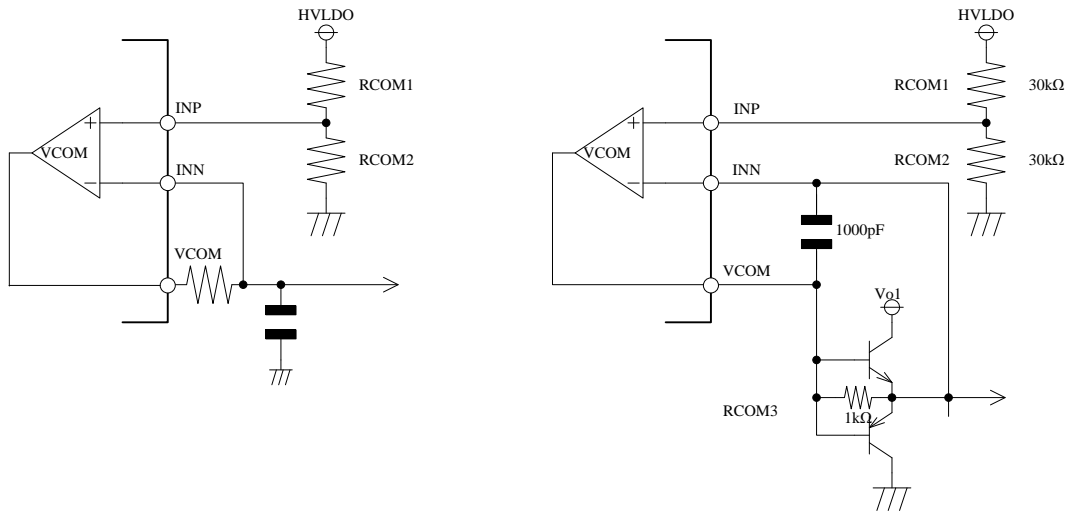 HVLDO
RCOM1
INP
+
VCOM
RCOM2
INN
−
VCOM
HVLDO
RCOM1 30kΩ
INP
+
VCOM
RCOM2 30kΩ
INN
−
1000pF
VCOM
Vo1
RCOM3
1kΩ